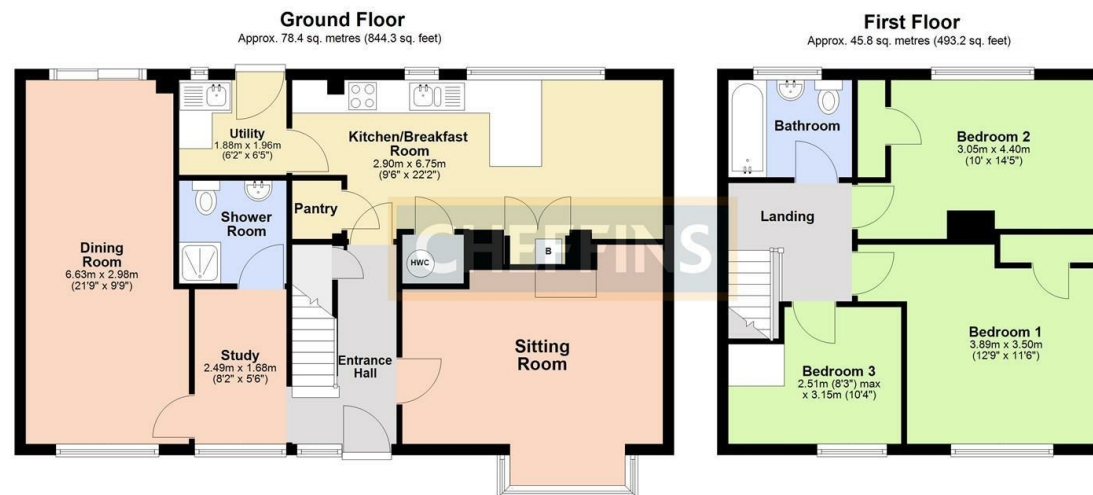 Ground Floor
Approx. 78.4 sq. metres (844.3 sq. feet)
Utility
1.88m x 1.96m
(6'2" x 6'5")
Kitchen/Breakfast
Room
2.90m x 6.75m
(9'6" x 22'2")
Shower
Room
Pantry
Dining
Room
6.63m x 2.98m
(21'9" x 9'9")
CHEFFINS
HWC
B
Study
2.49m x 1.68m
(8'2" x 5'6")
Entrance
Hall
Sitting
Room
First Floor
Approx. 45.8 sq. metres (493.2 sq. feet)
Bathroom
Bedroom 2
3.05m x 4.40m
(10' x 14'5")
Landing
Bedroom 1
3.89m x 3.50m
(12'9" x 11'6")
Bedroom 3
2.51m (8'3") max
x 3.15m (10'4")